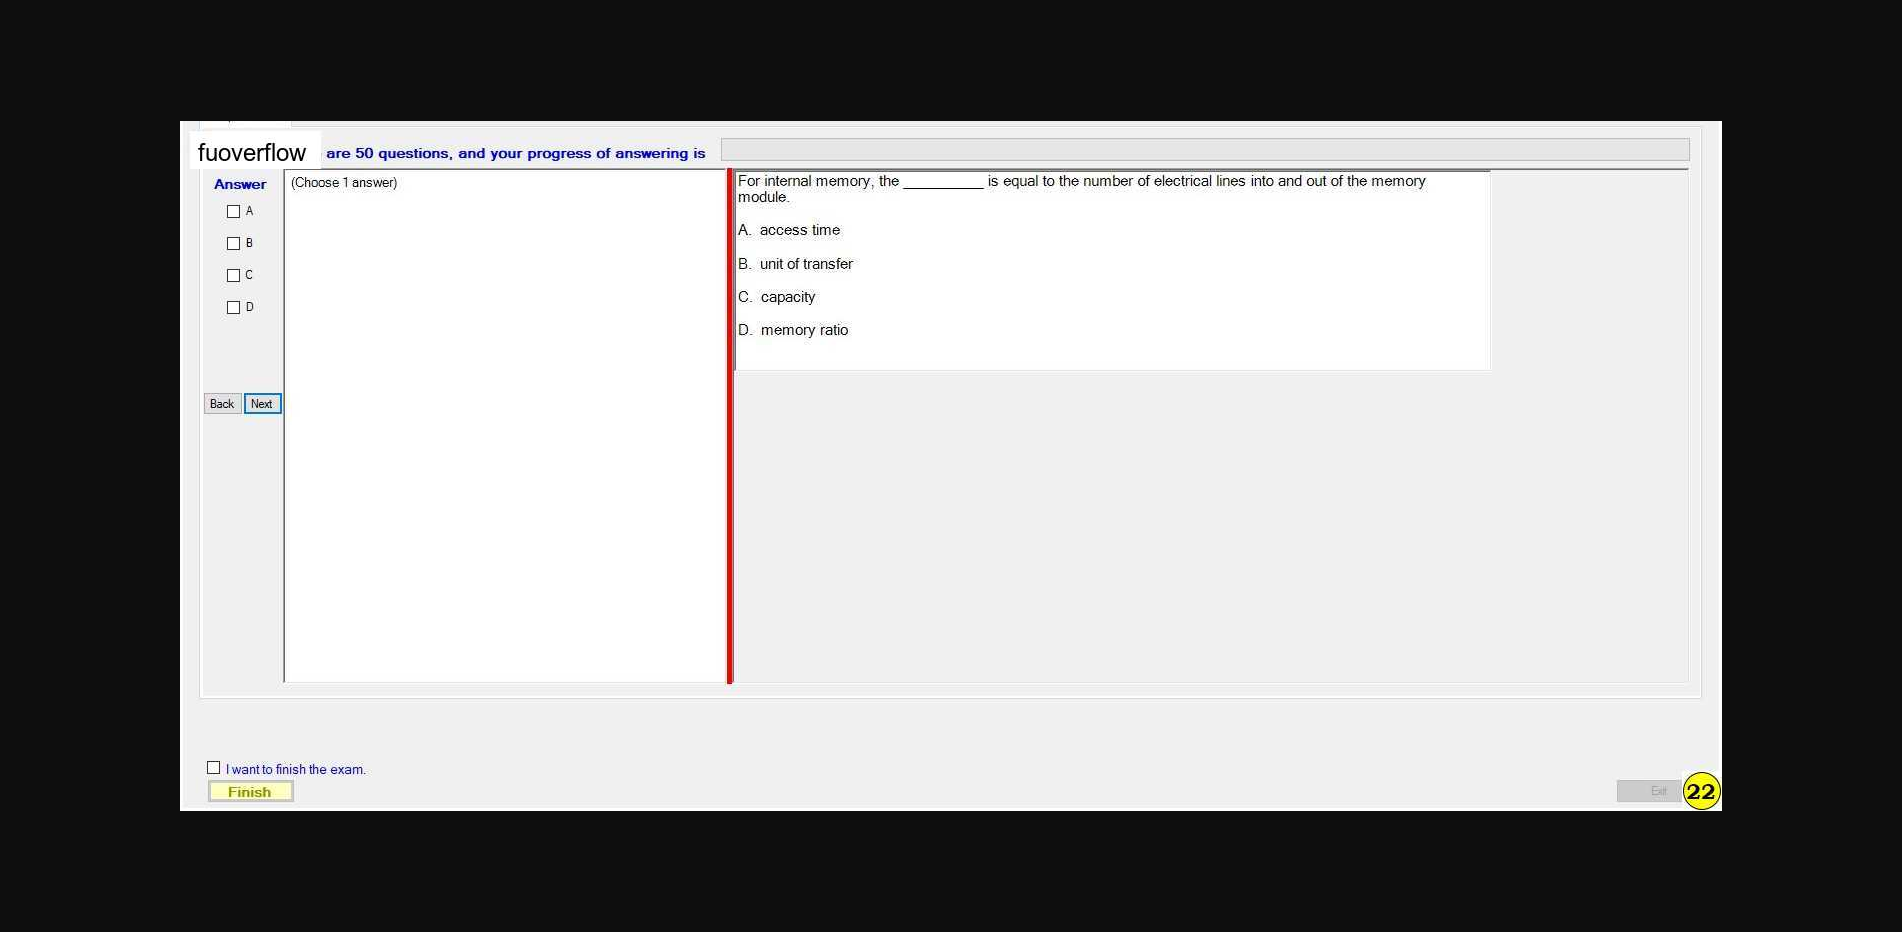 fuoverflow are 50 questions, and your progress of answering is
Answer
A
B
C
D
Back Next
(Choose 1 answer)
For internal memory, the __________ is equal to the number of electrical lines into and out of the memory
module.
A. access time
B. unit of transfer
C. capacity
D. memory ratio
I want to finish the exam.
Finish
Exit
22